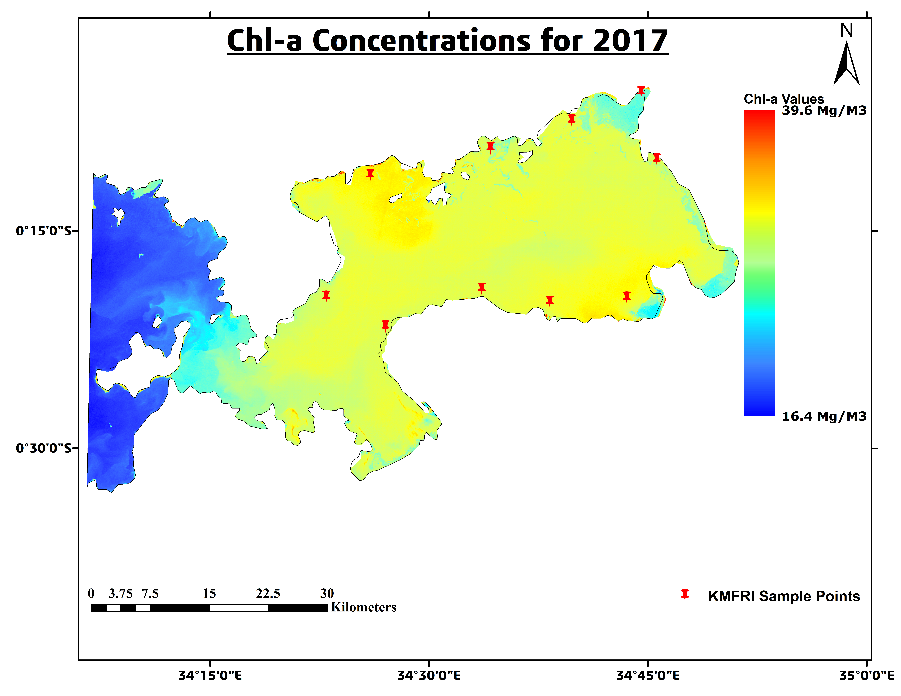 Chl-a Concentrations for 2017
N
Chl-a Values
39.6 Mg/M3
16.4 Mg/M3
0°15'0"S
0°30'0"S
0 3.75 7.5 15 22.5 30
Kilometers
KMFRI Sample Points
34°15'0"E 34°30'0"E 34°45'0"E 35°0'0"E